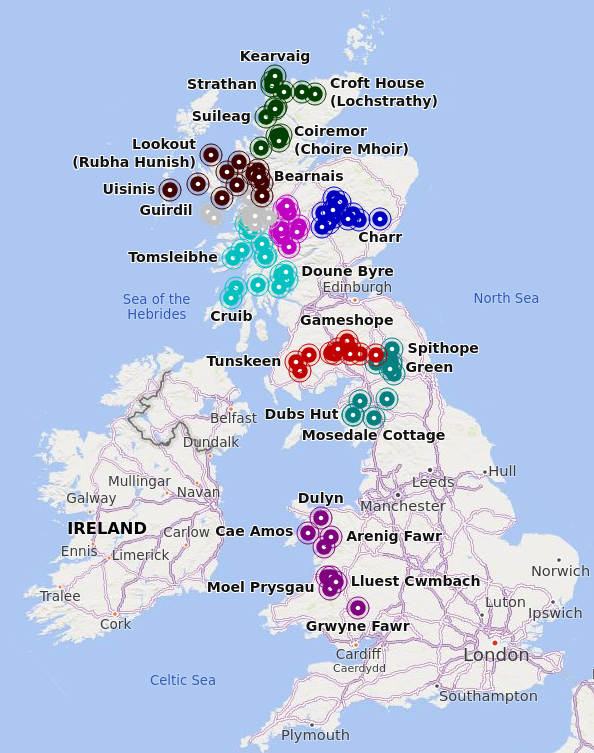 Kearvaig
Strathan
Croft House
(Lochstrathy)
Suileag
Coiremor
(Choire Mhoir)
Lookout
(Rubha Hunish)
Bearnais
Uisinis
Guirdil
Charr
Tomsleibhe
Doune Byre
Edinburgh
Sea of the
Hebrides
North Sea
Cruib
Gameshope
Spithope
Tunskeen
Green
Belfast
Dubs Hut
Dundalk
Mosedale Cottage
Mullingar
Navan
Leeds
Hull
Galway
Manchester
Dulyn
IRELAND
Carlow
Cae Amos
Arenig Fawr
Ennis
Limerick
Norwich
Moel Prysgau
Lluest Cwmbach
Tralee
Luton
Ipswich
Cork
Grwyne Fawr
Cardiff
Caerdydd
London
Celtic Sea
Southampton
Plymouth